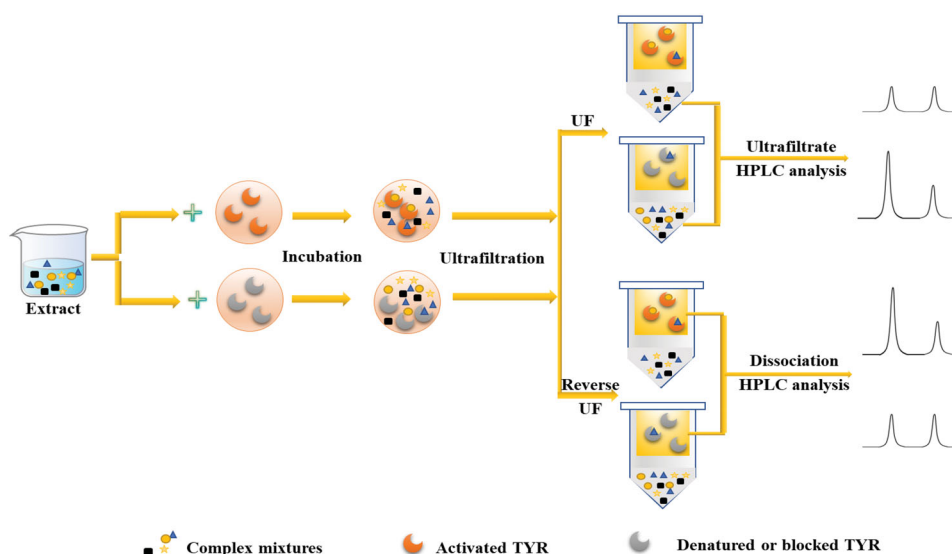 UF
Ultrafiltrate
HPLC analysis
Incubation
Ultrafiltration
Extract
Dissociation
HPLC analysis
Reverse
UF
Complex mixtures
Activated TYR
Denatured or blocked TYR